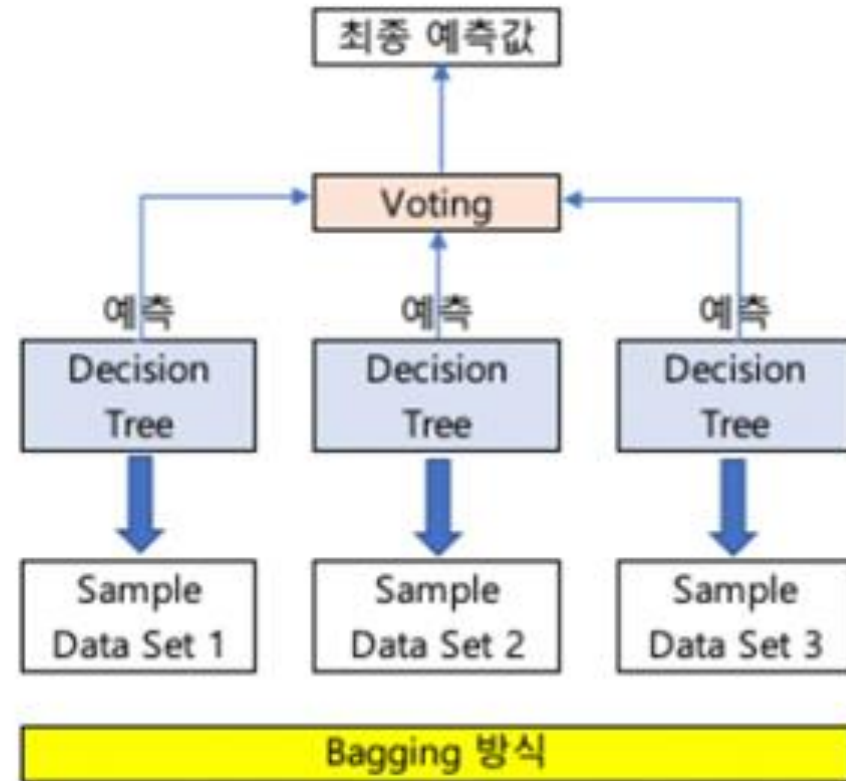 최종 예측값
Voting
예측
예측
예측
Decision
Tree
Decision
Tree
Decision
Tree
Sample
Data Set 1
Sample
Data Set 2
Sample
Data Set 3
Bagging 방식